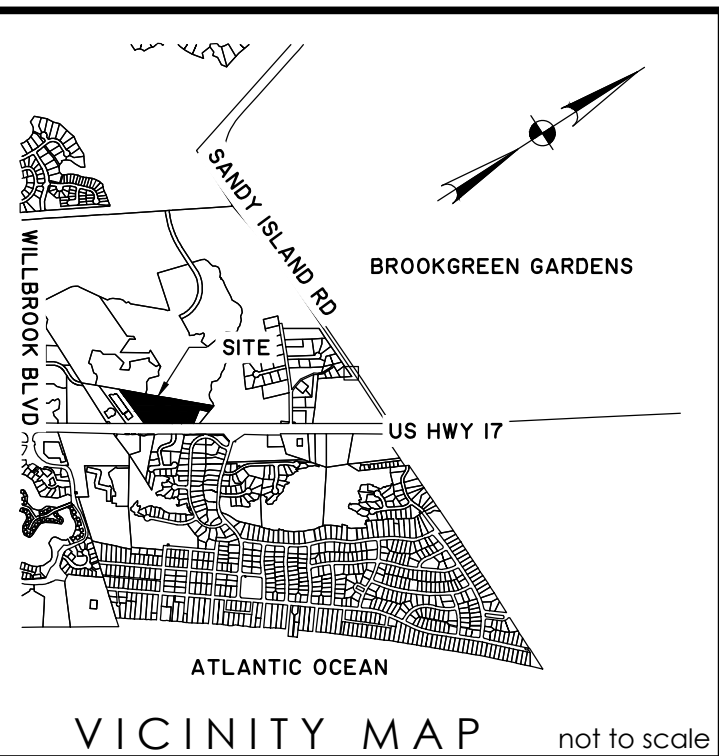 SANDY ISLAND RD
BROOKGREEN GARDENS
WILLBROOK BLVD
SITE
US HWY 17
ATLANTIC OCEAN
VICINITY MAP
not to scale